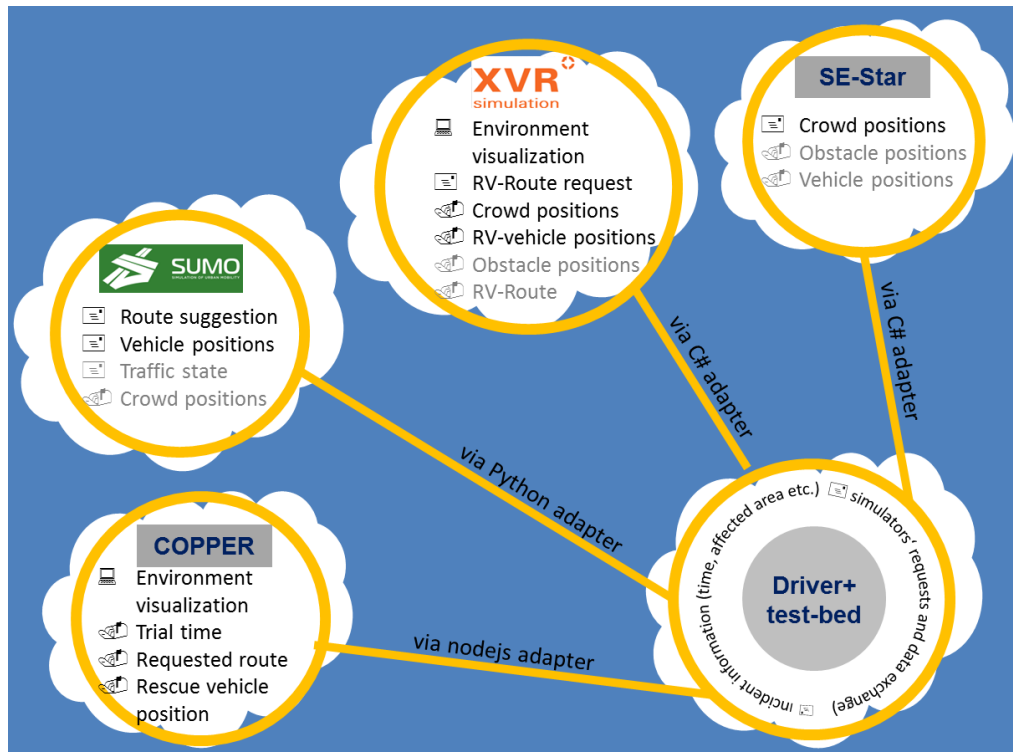 XVR
simulation
Environment
visualization
RV-Route request
Crowd positions
RV-vehicle positions
Obstacle positions
RV-Route
SE-Star
Crowd positions
Obstacle positions
Vehicle positions
SUMO
SIMULATION OF URBAN MOBILITY
Route suggestion
Vehicle positions
Traffic state
Crowd positions
COPPER
Environment
visualization
Trial time
Requested route
Rescue vehicle
position
via C# adapter
via C# adapter
via Python adapter
via nodejs adapter
Driver+
test-bed
incident information (time, affected area etc.)
simulators' requests and data exchange)